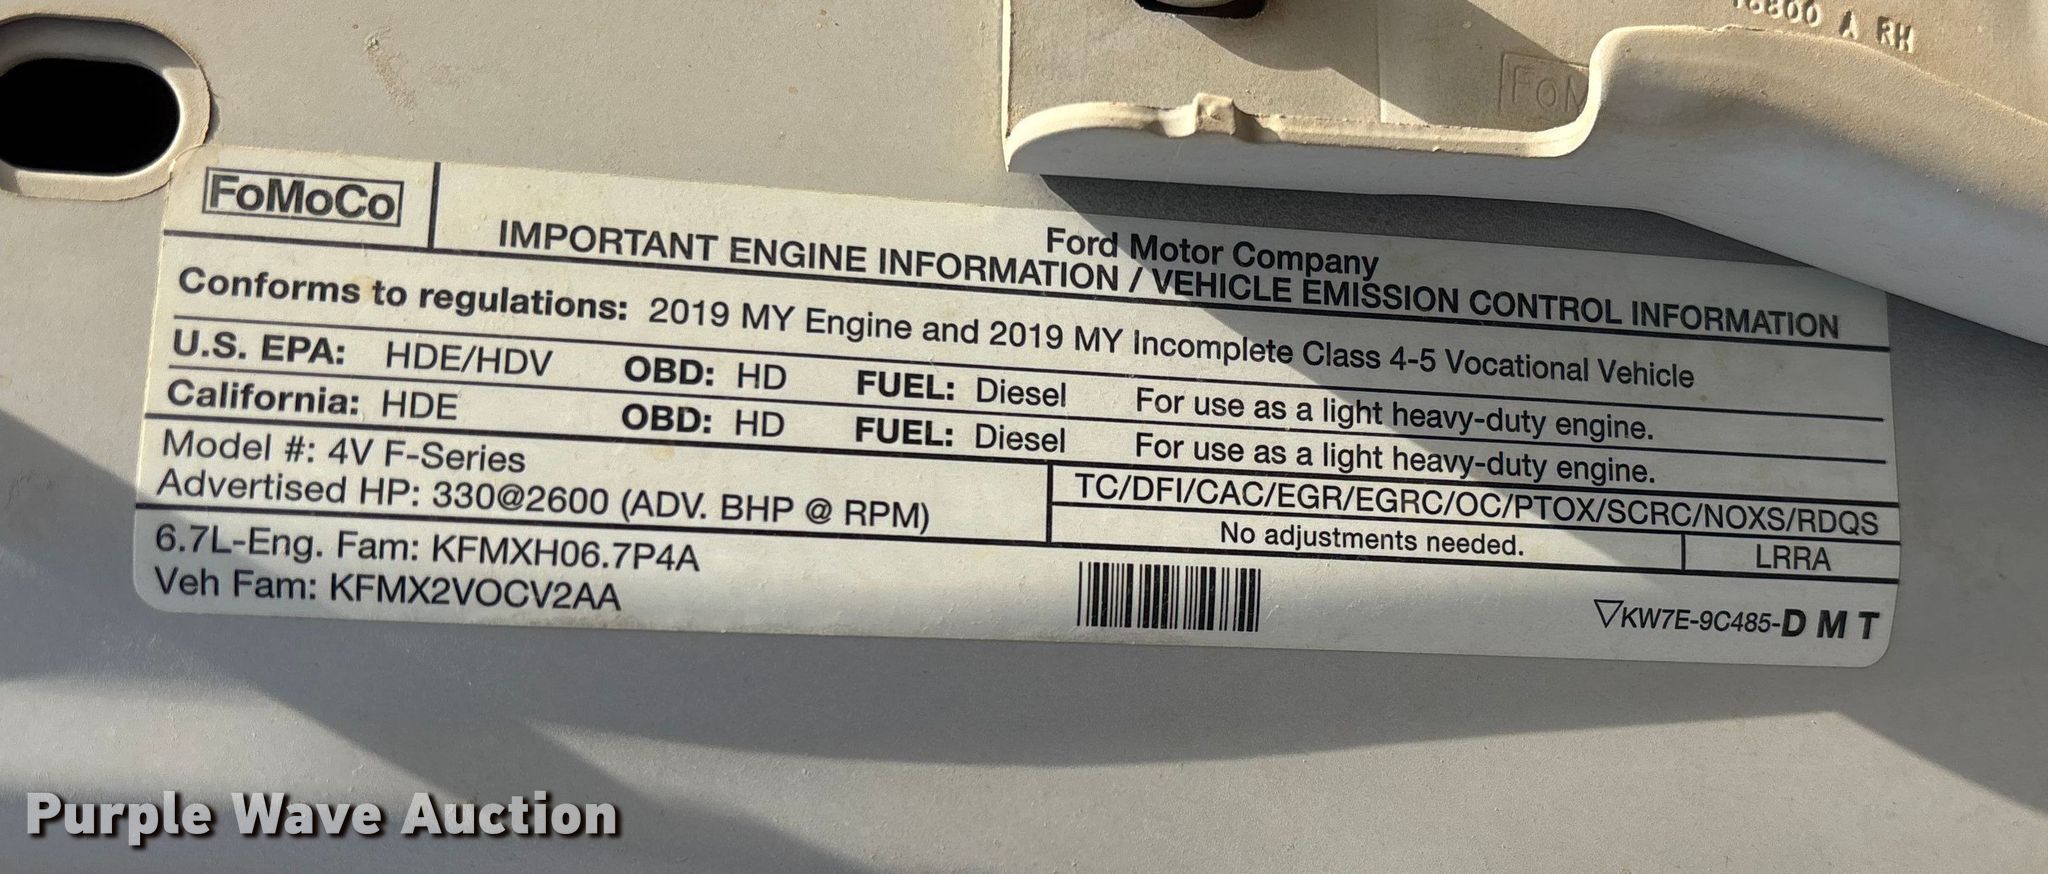 A RH
FoM
FoMoCo
Ford Motor Company
IMPORTANT ENGINE INFORMATION / VEHICLE EMISSION CONTROL INFORMATION
Conforms to regulations: 2019 MY Engine and 2019 MY Incomplete Class 4-5 Vocational Vehicle
U.S. EPA: HDE/HDV OBD: HD FUEL: Diesel For use as a light heavy-duty engine.
California: HDE OBD: HD FUEL: Diesel For use as a light heavy-duty engine.
Model #: 4V F-Series
Advertised HP: 330@2600 (ADV. BHP @ RPM)
TC/DFI/CAC/EGR/EGRC/OC/PTOX/SCRC/NOXS/RDQS
No adjustments needed. LRRA
6.7L-Eng. Fam: KFMXH06.7P4A
Veh Fam: KFMX2VOCV2AA
▽KW7E-9C485-D M T
Purple Wave Auction